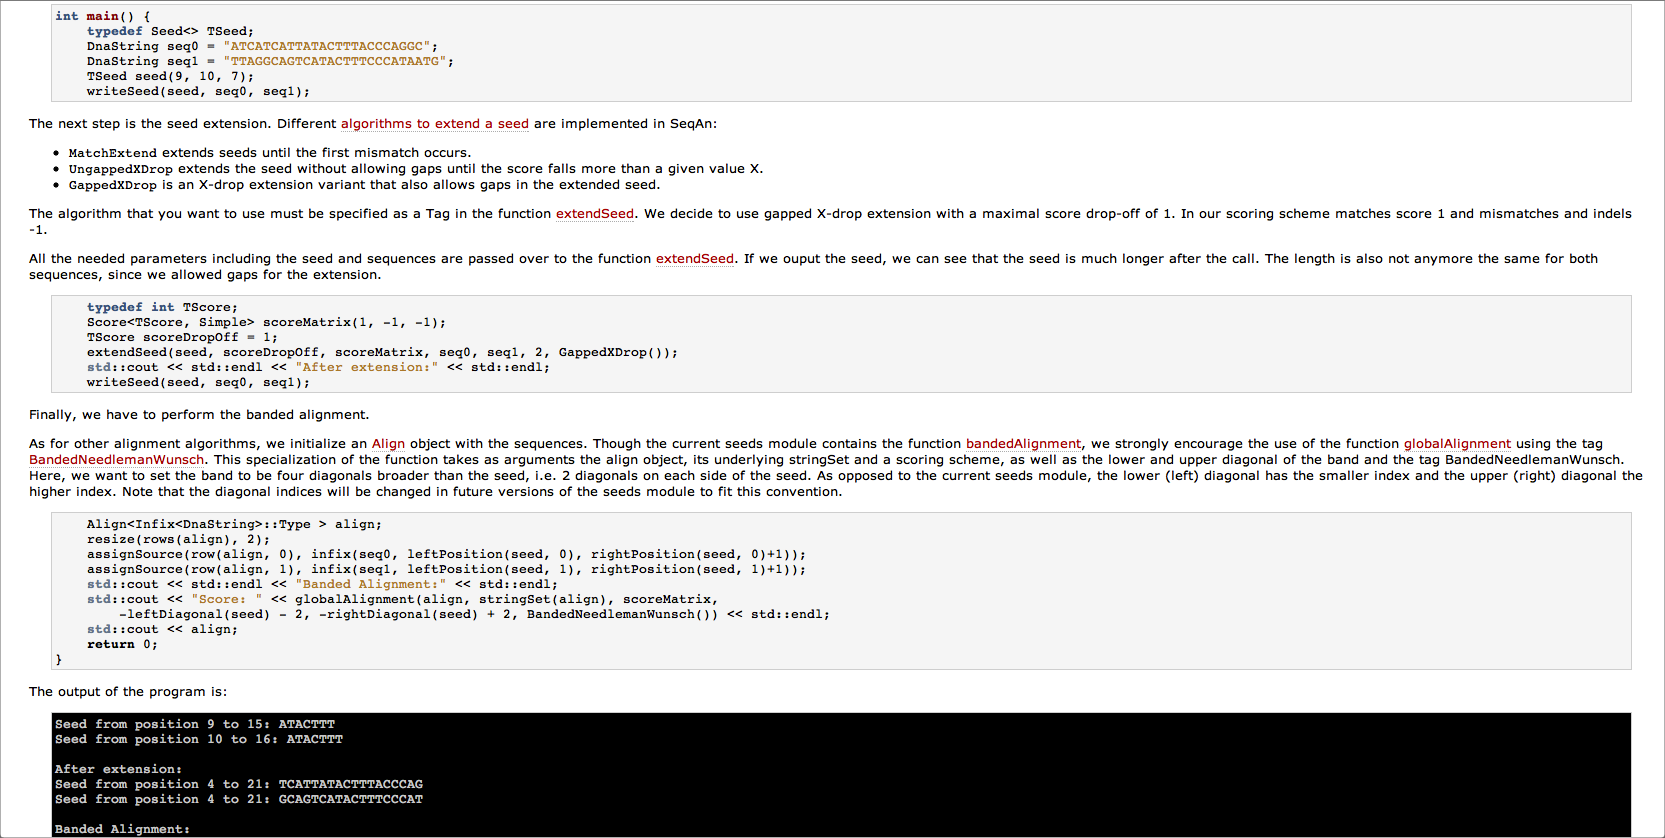 int main() {
    typedef Seed<> TSeed;
    DnaString seq0 = "ATCATCATTATACTTTACCCAGGC";
    DnaString seq1 = "TTAGGCAGTCATACTTTCCCATAATG";
    TSeed seed(9, 10, 7);
    writeSeed(seed, seq0, seq1);
The next step is the seed extension. Different algorithms to extend a seed are implemented in SeqAn:
• MatchExtend extends seeds until the first mismatch occurs.
• UngappedXDrop extends the seed without allowing gaps until the score falls more than a given value X.
• GappedXDrop is an X-drop extension variant that also allows gaps in the extended seed.
The algorithm that you want to use must be specified as a Tag in the function extendSeed. We decide to use gapped X-drop extension with a maximal score drop-off of 1. In our scoring scheme matches score 1 and mismatches and indels
-1.
All the needed parameters including the seed and sequences are passed over to the function extendSeed. If we ouput the seed, we can see that the seed is much longer after the call. The length is also not anymore the same for both
sequences, since we allowed gaps for the extension.
    typedef int TScore;
    Score<TScore, Simple> scoreMatrix(1, -1, -1);
    TScore scoreDropOff = 1;
    extendSeed(seed, scoreDropOff, scoreMatrix, seq0, seq1, 2, GappedXDrop());
    std::cout << std::endl << "After extension:" << std::endl;
    writeSeed(seed, seq0, seq1);
Finally, we have to perform the banded alignment.
As for other alignment algorithms, we initialize an Align object with the sequences. Though the current seeds module contains the function bandedAlignment, we strongly encourage the use of the function globalAlignment using the tag
BandedNeedlemanWunsch. This specialization of the function takes as arguments the align object, its underlying stringSet and a scoring scheme, as well as the lower and upper diagonal of the band and the tag BandedNeedlemanWunsch.
Here, we want to set the band to be four diagonals broader than the seed, i.e. 2 diagonals on each side of the seed. As opposed to the current seeds module, the lower (left) diagonal has the smaller index and the upper (right) diagonal the
higher index. Note that the diagonal indices will be changed in future versions of the seeds module to fit this convention.
    Align<Infix<DnaString>::Type > align;
    resize(rows(align), 2);
    assignSource(row(align, 0), infix(seq0, leftPosition(seed, 0), rightPosition(seed, 0)+1));
    assignSource(row(align, 1), infix(seq1, leftPosition(seed, 1), rightPosition(seed, 1)+1));
    std::cout << std::endl << "Banded Alignment:" << std::endl;
    std::cout << "Score: " << globalAlignment(align, stringSet(align), scoreMatrix,
        -leftDiagonal(seed) - 2, -rightDiagonal(seed) + 2, BandedNeedlemanWunsch()) << std::endl;
    std::cout << align;
    return 0;
}
The output of the program is:
Seed from position 9 to 15: ATACTTT
Seed from position 10 to 16: ATACTTT
After extension:
Seed from position 4 to 21: TCATTATACTTTACCCAG
Seed from position 4 to 21: GCAGTCATACTTTCCCAT
Banded Alignment: